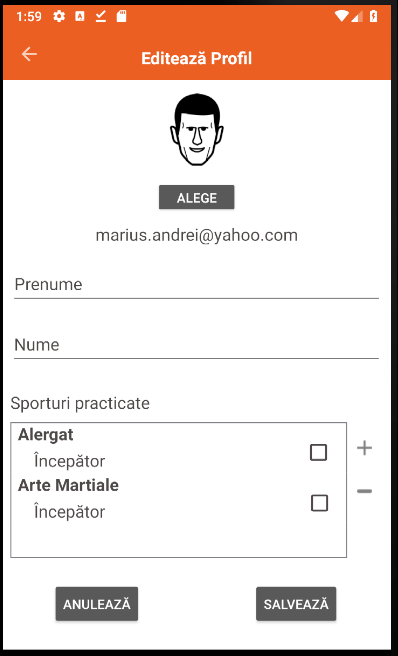 1:59
Editează Profil
ALEGE
marius.andrei@yahoo.com
Prenume
Nume
Sporturi practicate
Alergat
Începător
Arte Martiale
Începător
ANULEAZĂ
SALVEAZĂ